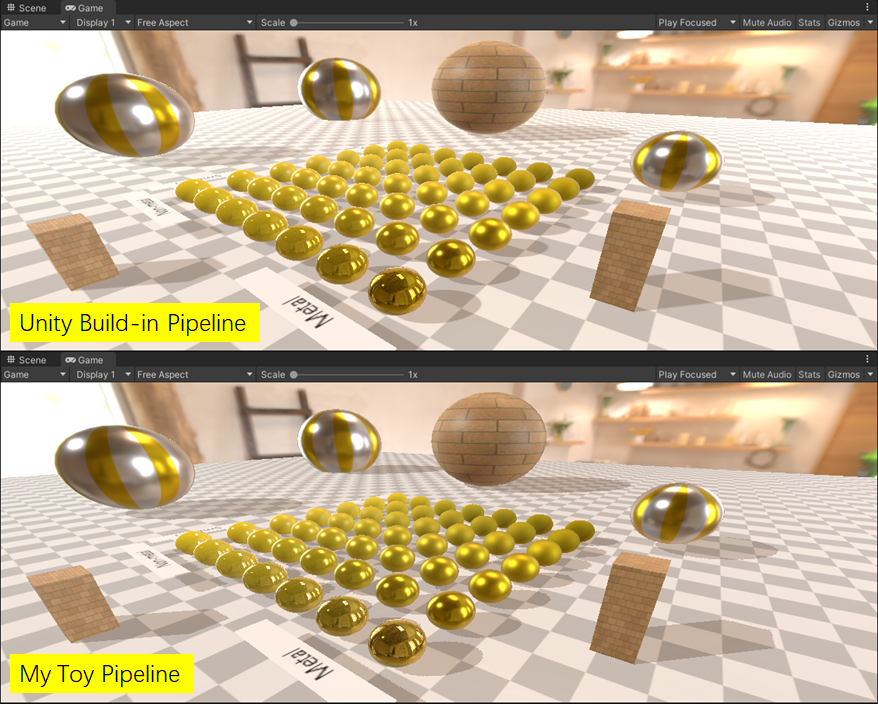 Scene Game
Game Display 1 Free Aspect Scale 1x Play Focused Mute Audio Stats Gizmos
Metal
Unity Build-in Pipeline
Scene Game
Game Display 1 Free Aspect Scale 1x Play Focused Mute Audio Stats Gizmos
Metal
My Toy Pipeline